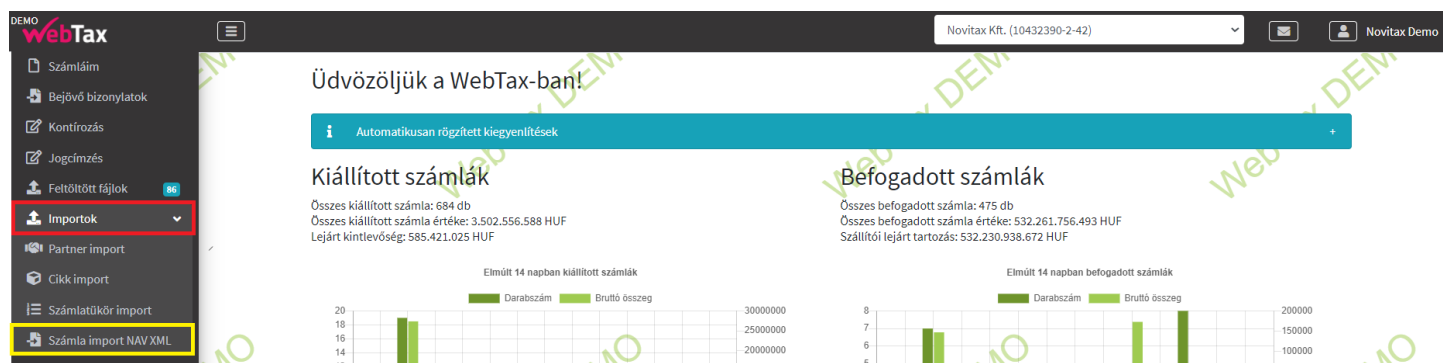 DEMO
WebTax
Novitax Kft. (10432390-2-42)
Novitax Demo
Számláim
Bejövő bizonylatok
Kontírozás
Jogcímzés
Feltöltött fájlok 86
Importok
Partner import
Cikk import
Számlatükör import
Számla import NAV XML
Üdvözöljük a WebTax-ban!
Automatikusan rögzített kiegyenlítések +
Kiállított számlák
Összes kiállított számla: 684 db
Összes kiállított számla értéke: 3.502.556.588 HUF
Lejárt kintlevőség: 585.421.025 HUF
Elmúlt 14 napban kiállított számlák
Darabszám Bruttó összeg
20 30000000
18
25000000
16
14 20000000
Befogadott számlák
Összes befogadott számla: 475 db
Összes befogadott számla értéke: 532.261.756.493 HUF
Szállítói lejárt tartozás: 532.230.938.672 HUF
Elmúlt 14 napban befogadott számlák
Darabszám Bruttó összeg
8 200000
7 150000
6 100000